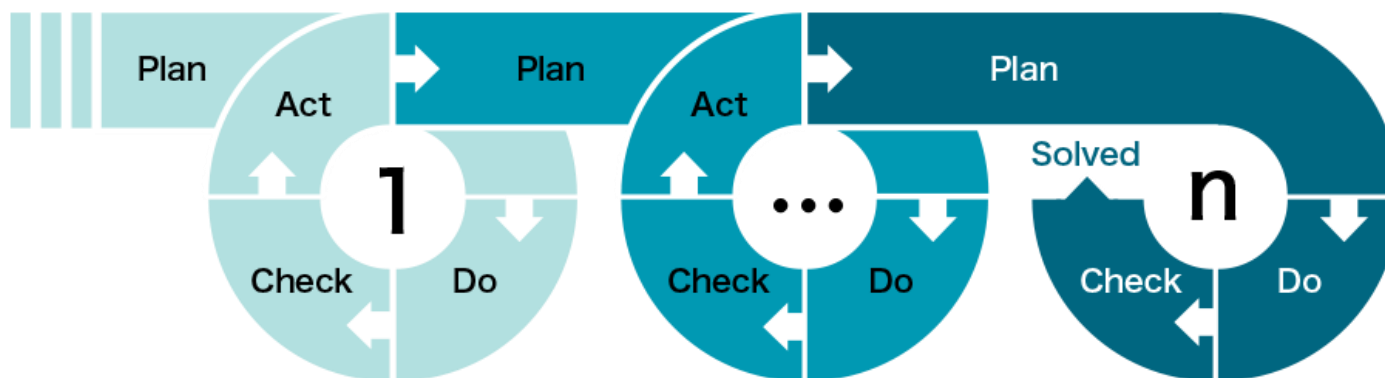 Plan
Act
1
Check
Do
Plan
Act
...
Check
Do
Plan
Solved
n
Check
Do